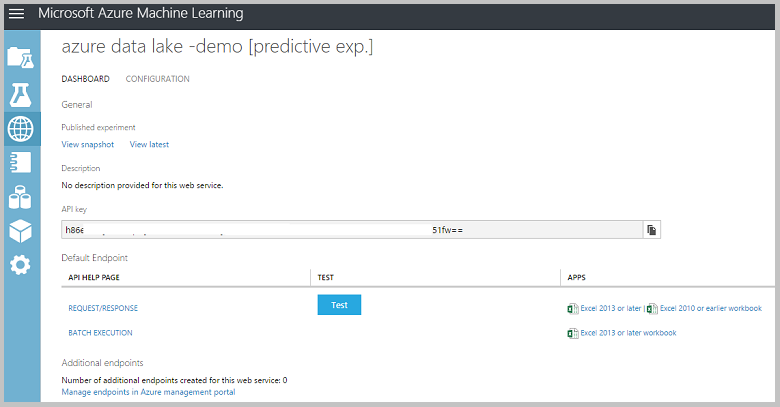 Microsoft Azure Machine Learning
azure data lake -demo [predictive exp.]
DASHBOARD CONFIGURATION
General
Published experiment
View snapshot View latest
Description
No description provided for this web service.
API key
h86e 51fw==
Default Endpoint
API HELP PAGE TEST APPS
REQUEST/RESPONSE Test Excel 2013 or later | Excel 2010 or earlier workbook
BATCH EXECUTION Excel 2013 or later workbook
Additional endpoints
Number of additional endpoints created for this web service: 0
Manage endpoints in Azure management portal